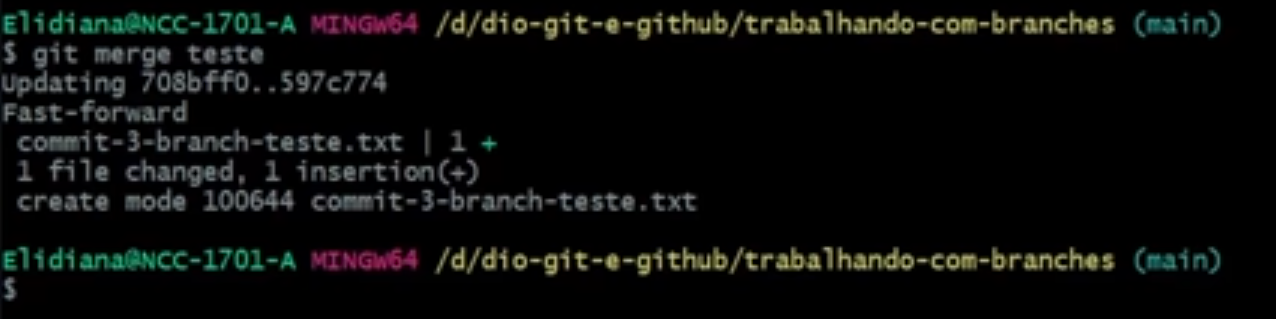 Elidiana@NCC-1701-A MINGW64 /d/dio-git-e-github/trabalhando-com-branches (main)
$ git merge teste
Updating 708bff0..597c774
Fast-forward
 commit-3-branch-teste.txt | 1 +
 1 file changed, 1 insertion(+)
 create mode 100644 commit-3-branch-teste.txt

Elidiana@NCC-1701-A MINGW64 /d/dio-git-e-github/trabalhando-com-branches (main)
$